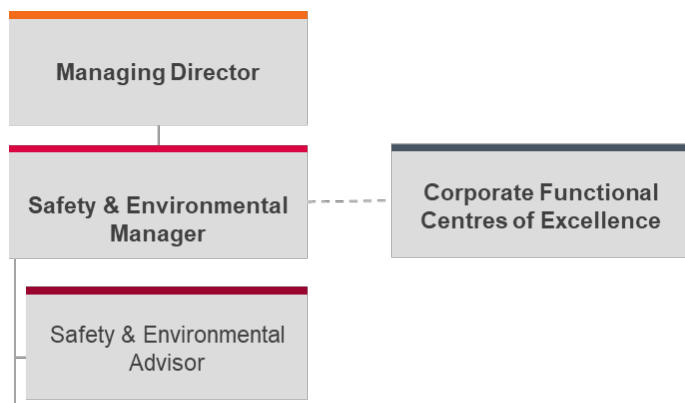 Managing Director
Safety & Environmental
Manager
Corporate Functional
Centres of Excellence
Safety & Environmental
Advisor